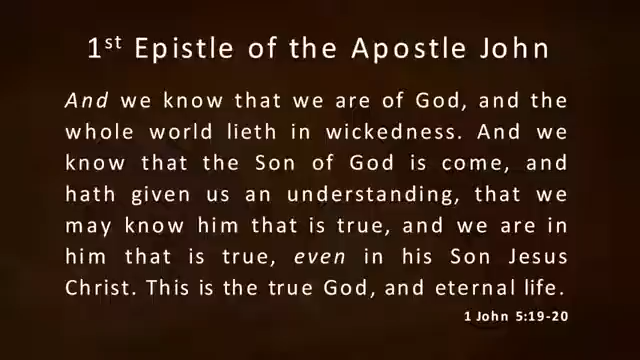 1st Epistle of the Apostle John
And we know that we are of God, and the
whole world lieth in wickedness. And we
know that the Son of God is come, and
hath given us an understanding, that we
may know him that is true, and we are in
him that is true, even in his Son Jesus
Christ. This is the true God, and eternal life.
1 John 5:19-20